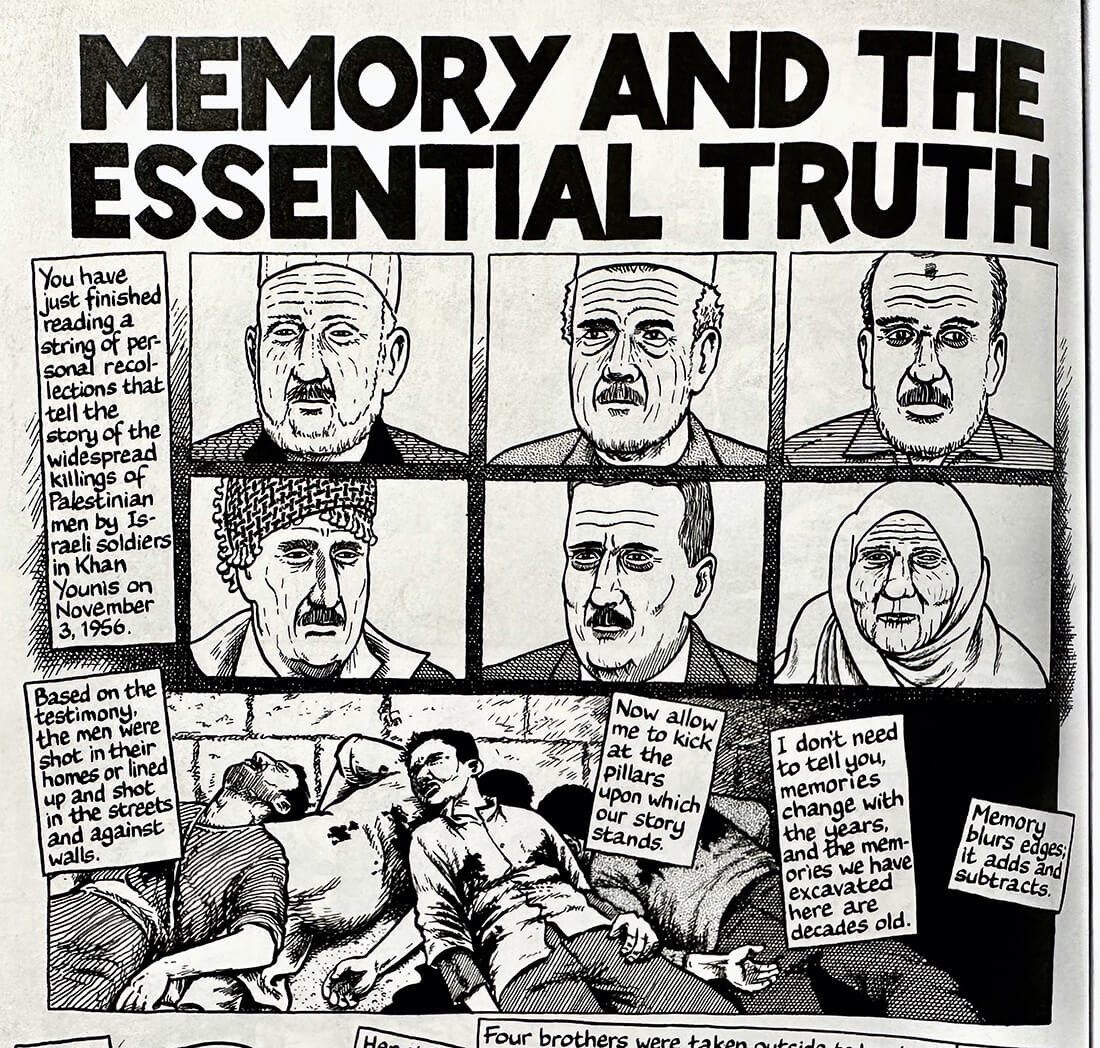 MEMORY AND THE
ESSENTIAL TRUTH
You have
just finished
reading a
string of per-
sonal recol-
lections that
tell the
story of the
widespread
killings of
Palestinian
men by Is-
raeli soldiers
in Khan
Younis on
November
3, 1956.
Based on the
testimony,
the men were
shot in their
homes or lined
up and shot
in the streets
and against
walls.
Now allow
me to kick
at the
pillars
upon which
our story
stands.
I don't need
to tell you,
memories
change with
the years,
and the mem-
ories we have
excavated
here are
decades old.
Memory
blurs edges;
it adds and
subtracts.
Four brothers were taken outside